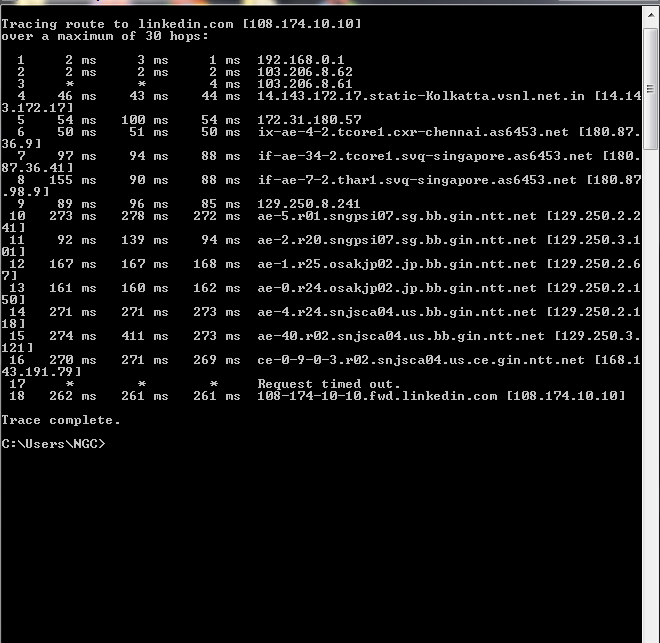 Tracing route to linkedin.com [108.174.10.10]
over a maximum of 30 hops:
1 2 ms 3 ms 1 ms 192.168.0.1
2 2 ms 2 ms 2 ms 103.206.8.62
3 * * 4 ms 103.206.8.61
4 46 ms 43 ms 44 ms 14.143.172.17.static-Kolkatta.vsnl.net.in [14.14
3.172.17]
5 54 ms 100 ms 54 ms 172.31.180.57
6 50 ms 51 ms 50 ms ix-ae-4-2.tcore1.cxr-chennai.as6453.net [180.87.
36.9]
7 97 ms 94 ms 88 ms if-ae-34-2.tcore1.svq-singapore.as6453.net [180.
87.36.41]
8 155 ms 90 ms 88 ms if-ae-7-2.thar1.svq-singapore.as6453.net [180.87
.98.9]
9 89 ms 96 ms 85 ms 129.250.8.241
10 273 ms 278 ms 272 ms ae-5.r01.sngpsi07.sg.bb.gin.ntt.net [129.250.2.2
41]
11 92 ms 139 ms 94 ms ae-2.r20.sngpsi07.sg.bb.gin.ntt.net [129.250.3.1
01]
12 167 ms 167 ms 168 ms ae-1.r25.osakjp02.jp.bb.gin.ntt.net [129.250.2.6
7]
13 161 ms 160 ms 162 ms ae-0.r24.osakjp02.jp.bb.gin.ntt.net [129.250.2.1
50]
14 271 ms 271 ms 273 ms ae-4.r24.snjsca04.us.bb.gin.ntt.net [129.250.2.1
18]
15 274 ms 411 ms 273 ms ae-40.r02.snjsca04.us.bb.gin.ntt.net [129.250.3.
121]
16 270 ms 271 ms 269 ms ce-0-9-0-3.r02.snjsca04.us.ce.gin.ntt.net [168.1
43.191.79]
17 * * * Request timed out.
18 262 ms 261 ms 261 ms 108-174-10-10.fwd.linkedin.com [108.174.10.10]
Trace complete.
C:\Users\NGC>